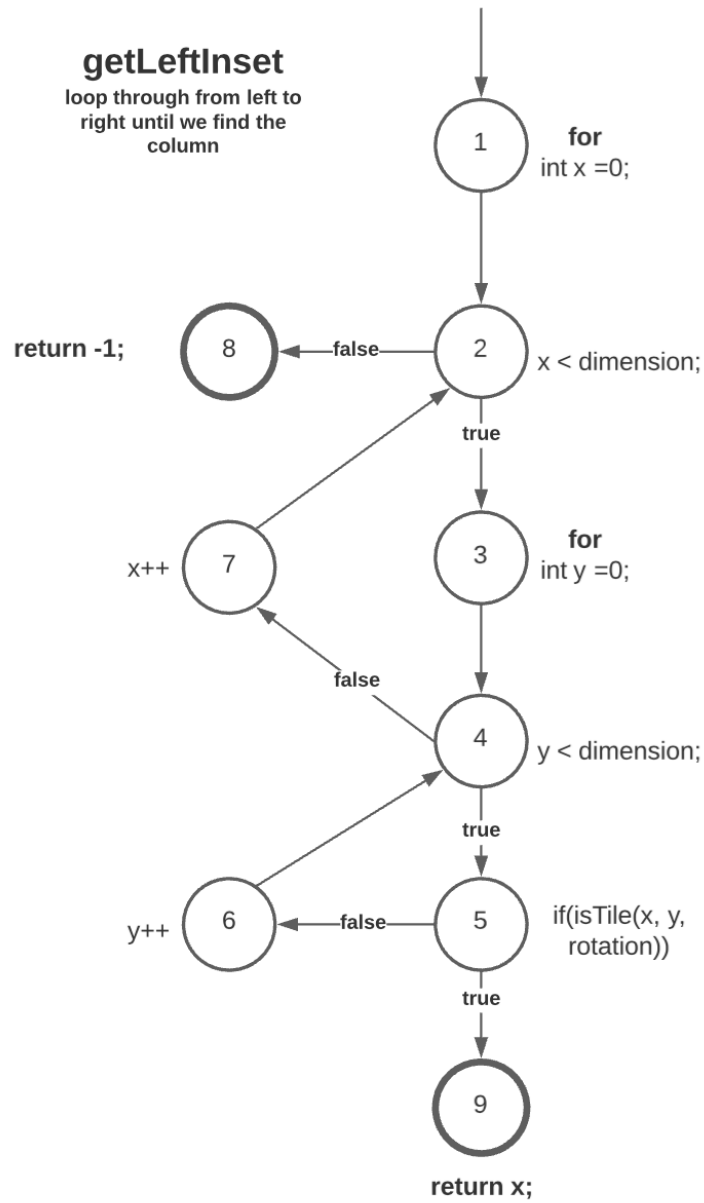 getLeftInset
loop through from left to
right until we find the
column
1
for
int x =0;
return -1;
8
false
2
x < dimension;
true
x++
7
3
for
int y =0;
false
4
y < dimension;
true
y++
6
false
5
if(isTile(x, y,
rotation))
true
9
return x;